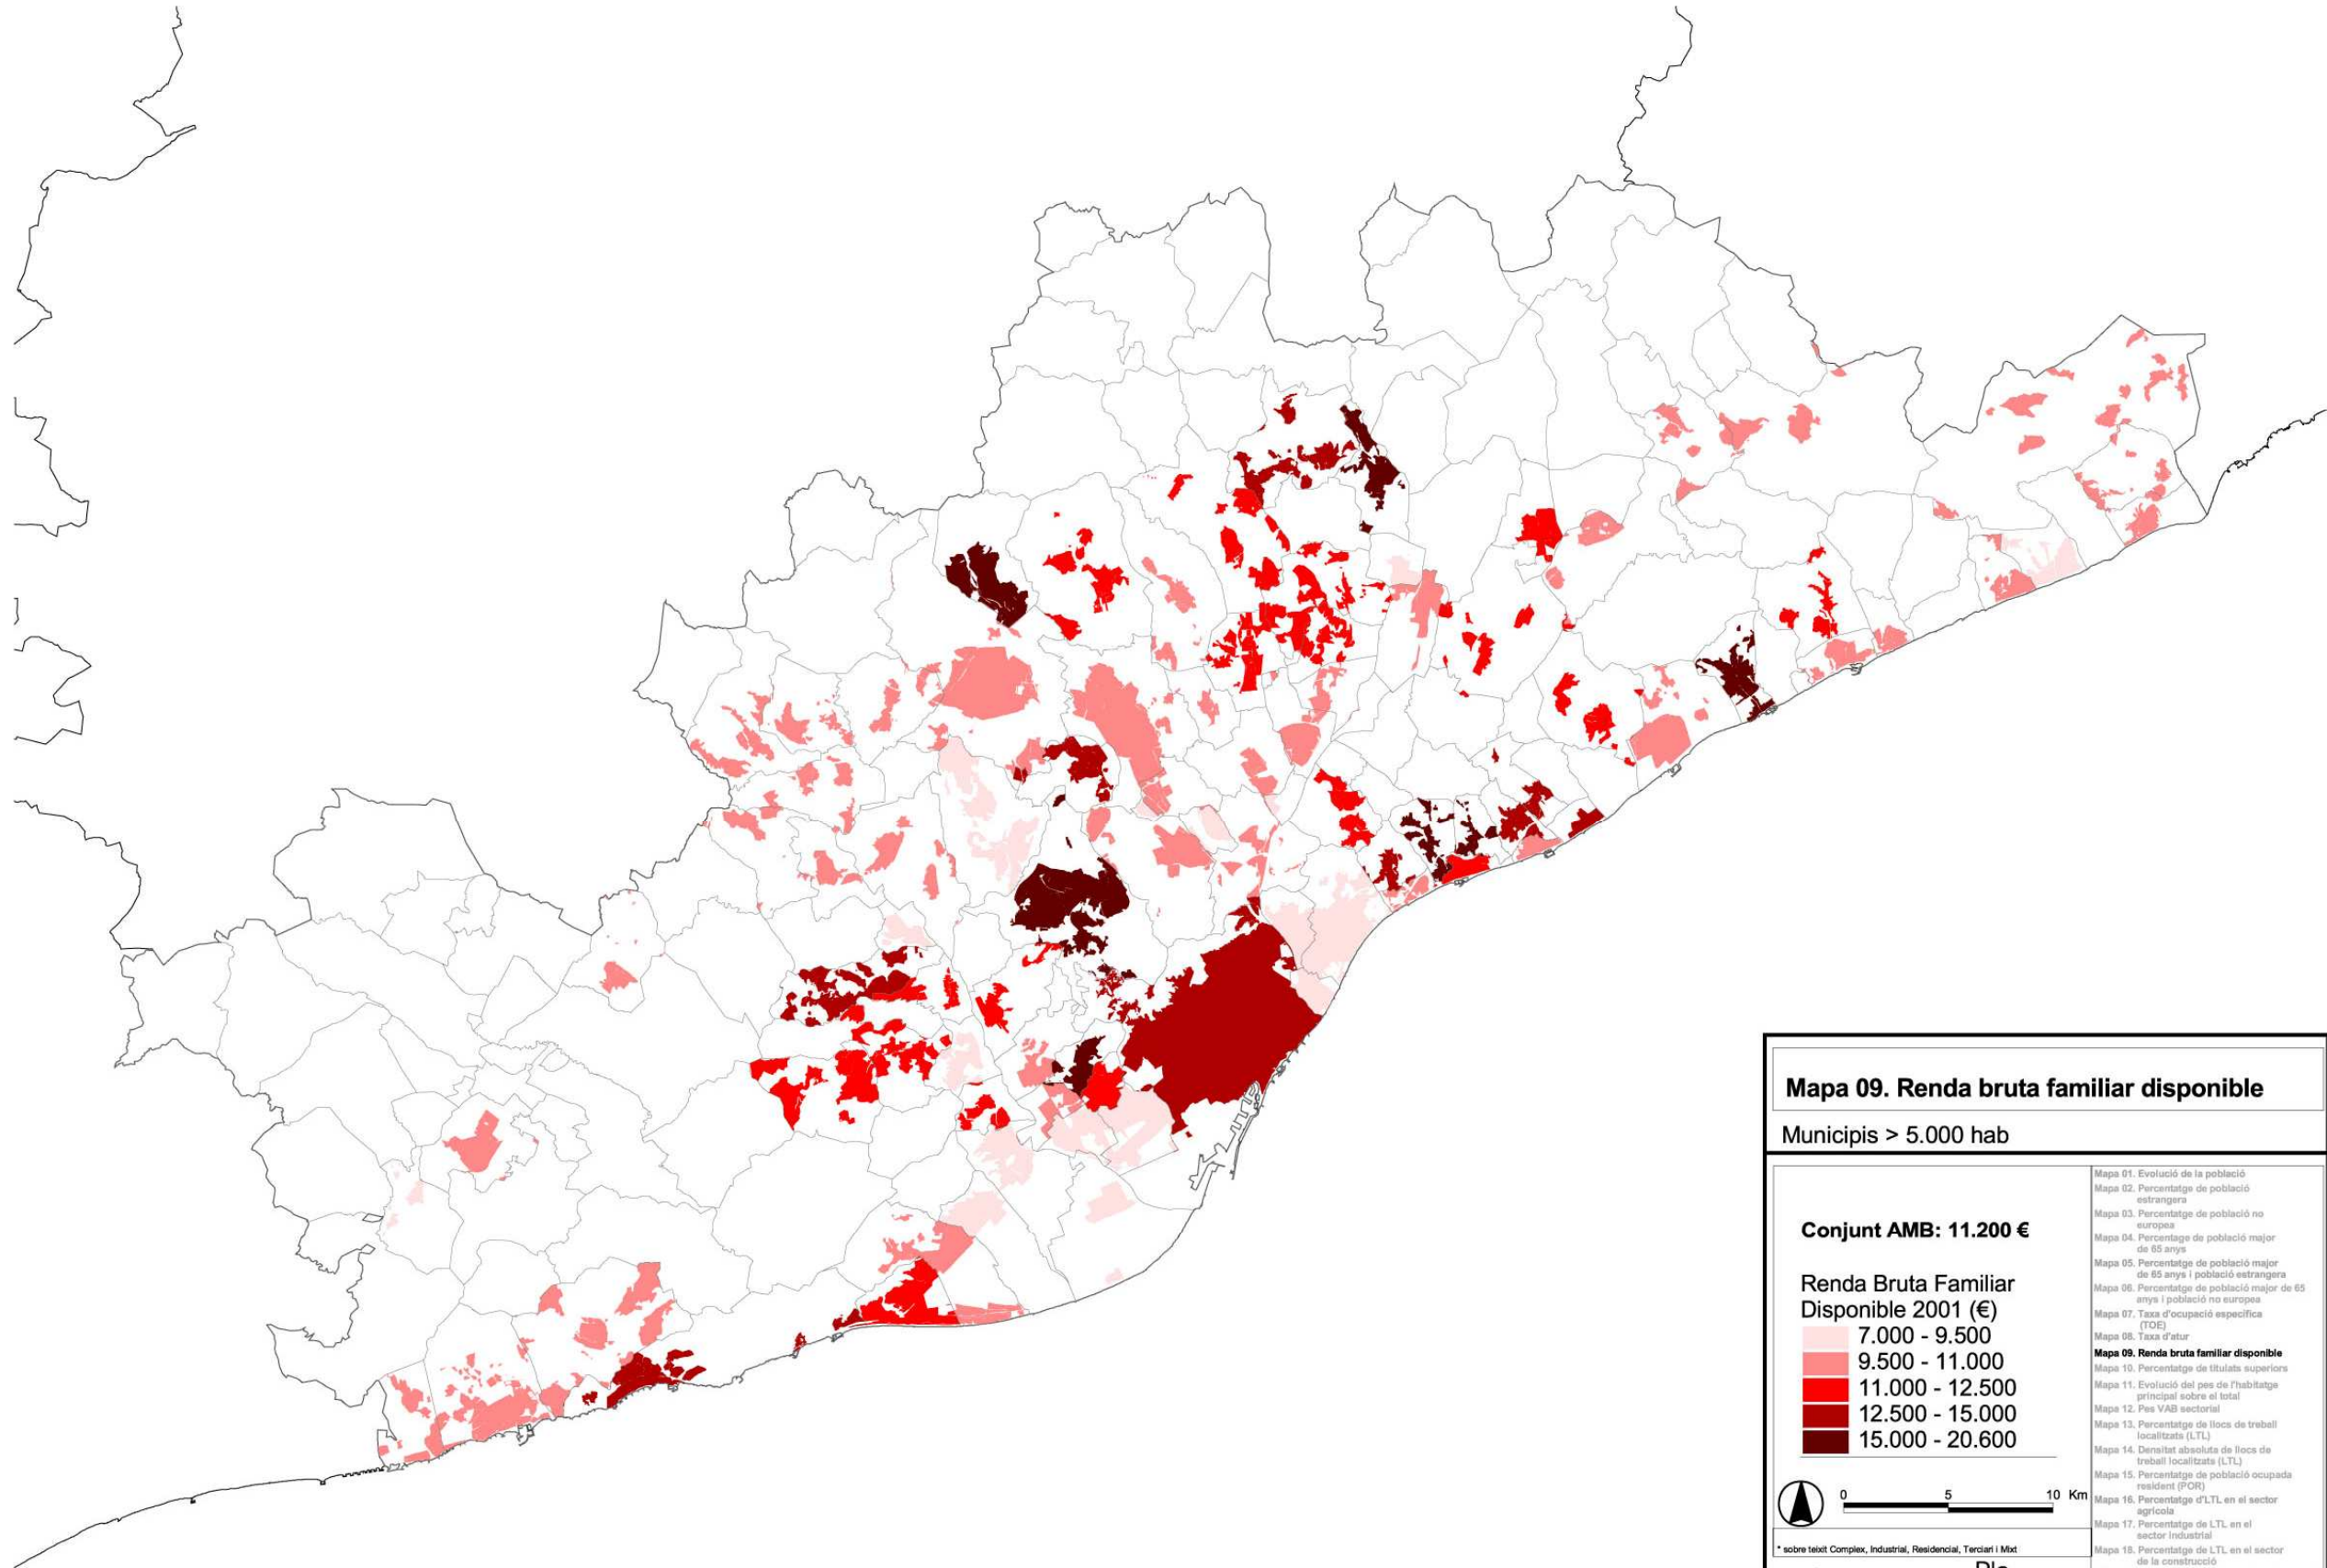 Mapa 09. Renda bruta familiar disponible
Municipis > 5.000 hab
Conjunt AMB: 11.200 €
Renda Bruta Familiar
Disponible 2001 (€)
7.000 - 9.500
9.500 - 11.000
11.000 - 12.500
12.500 - 15.000
15.000 - 20.600
0 5 10 Km
* sobre teixit Complex, Industrial, Residencial, Terciari i Mixt
Mapa 01. Evolució de la població
Mapa 02. Percentatge de població
estrangera
Mapa 03. Percentatge de població no
europea
Mapa 04. Percentage de població major
de 65 anys
Mapa 05. Percentatge de població major
de 65 anys i població estrangera
Mapa 06. Percentatge de població major de 65
anys i població no europea
Mapa 07. Taxa d'ocupació específica
(TOE)
Mapa 08. Taxa d'atur
Mapa 09. Renda bruta familiar disponible
Mapa 10. Percentatge de titulats superiors
Mapa 11. Evolució del pes de l'habitatge
principal sobre el total
Mapa 12. Pes VAB sectorial
Mapa 13. Percentatge de llocs de treball
localitzats (LTL)
Mapa 14. Densitat absoluta de llocs de
treball localitzats (LTL)
Mapa 15. Percentatge de població ocupada
resident (POR)
Mapa 16. Percentatge d'LTL en el sector
agrícola
Mapa 17. Percentatge de LTL en el
sector industrial
Mapa 18. Percentatge de LTL en el sector
de la construcció